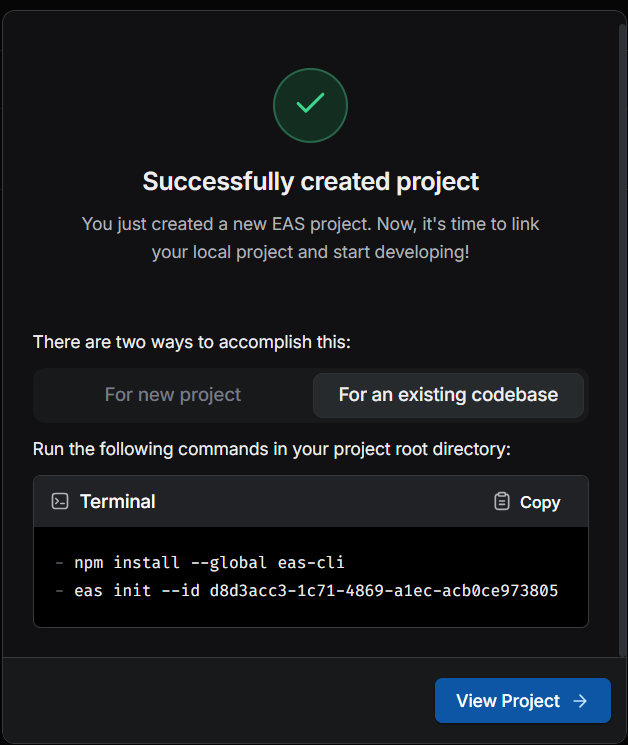 Successfully created project
You just created a new EAS project. Now, it's time to link
your local project and start developing!
There are two ways to accomplish this:
For new project
For an existing codebase
Run the following commands in your project root directory:
Terminal
Copy
- npm install --global eas-cli
- eas init --id d8d3acc3-1c71-4869-a1ec-acb0ce973805
View Project →